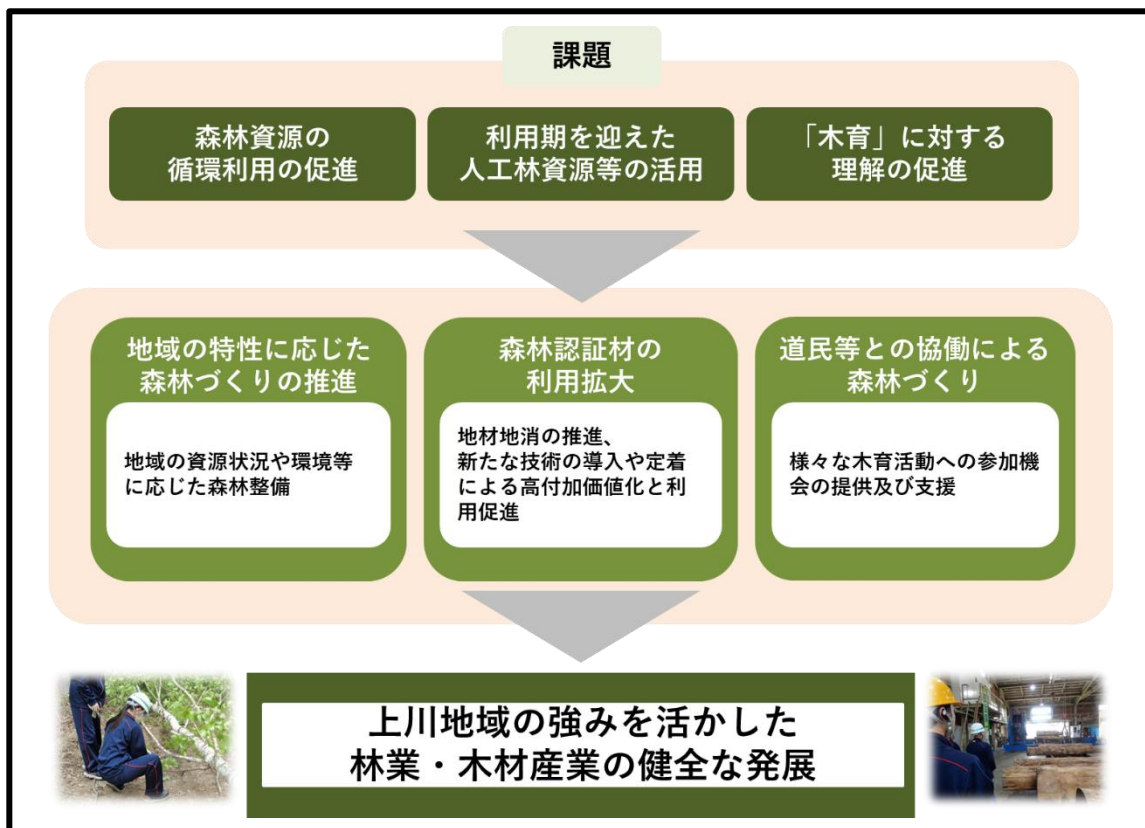 課題
森林資源の
循環利用の促進
利用期を迎えた
人工林資源等の活用
「木育」に対する
理解の促進
地域の特性に応じた
森林づくりの推進
地域の資源状況や環境等
に応じた森林整備
森林認証材の
利用拡大
地材地消の推進、
新たな技術の導入や定着
による高付加価値化と利
用促進
道民等との協働による
森林づくり
様々な木育活動への参加機
会の提供及び支援
上川地域の強みを活かした
林業・木材産業の健全な発展